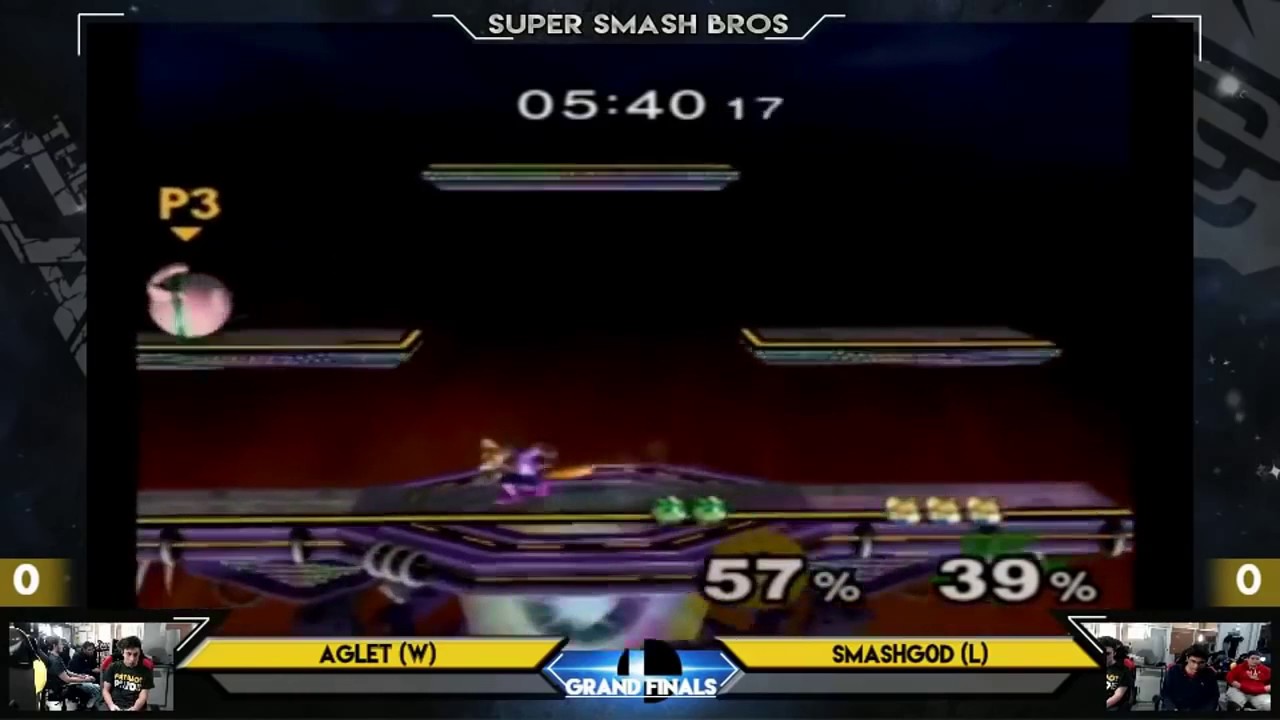 SUPER SMASH BROS
05:40 17
P3
57% 39%
0 0
AGLET (W) SMASHGOD (L)
GRAND FINALS